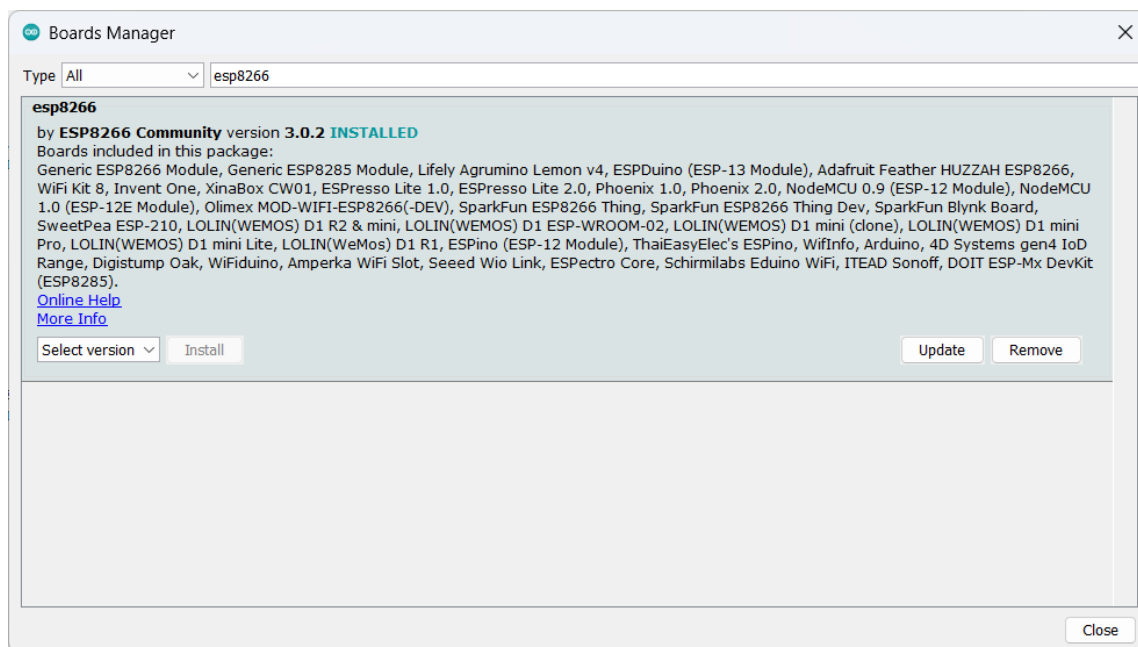 Boards Manager
Type All esp8266
esp8266
by ESP8266 Community version 3.0.2 INSTALLED
Boards included in this package:
Generic ESP8266 Module, Generic ESP8285 Module, Lifely Agrumino Lemon v4, ESPDuino (ESP-13 Module), Adafruit Feather HUZZAH ESP8266,
WiFi Kit 8, Invent One, XinaBox CW01, ESPresso Lite 1.0, ESPresso Lite 2.0, Phoenix 1.0, Phoenix 2.0, NodeMCU 0.9 (ESP-12 Module), NodeMCU
1.0 (ESP-12E Module), Olimex MOD-WIFI-ESP8266(-DEV), SparkFun ESP8266 Thing, SparkFun ESP8266 Thing Dev, SparkFun Blynk Board,
SweetPea ESP-210, LOLIN(WEMOS) D1 R2 & mini, LOLIN(WEMOS) D1 ESP-WROOM-02, LOLIN(WEMOS) D1 mini (clone), LOLIN(WEMOS) D1 mini
Pro, LOLIN(WEMOS) D1 mini Lite, LOLIN(WeMos) D1 R1, ESPino (ESP-12 Module), ThaiEasyElec's ESPino, WifInfo, Arduino, 4D Systems gen4 IoD
Range, Digistump Oak, WiFiduino, Amperka WiFi Slot, Seeed Wio Link, ESPectro Core, Schirmilabs Eduino WiFi, ITEAD Sonoff, DOIT ESP-Mx DevKit
(ESP8285).
Online Help
More Info
Select version Install Update Remove
Close